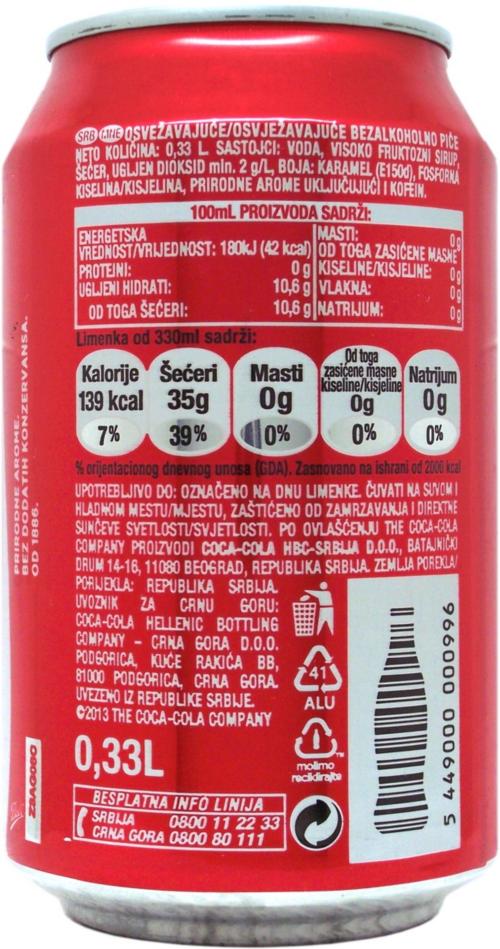 SRB CME OSVEŽAVAJUĆE/OSVJEŽAVAJUĆE BEZALKOHOLNO PIĆE
NETO KOLIČINA: 0,33 L. SASTOJCI: VODA, VISOKO FRUKTOZNI SIRUP,
ŠEĆER, UGLJEN DIOKSID min. 2 g/L, BOJA: KARAMEL (E150d), FOSFORNA
KISELINA/KISJELINA, PRIRODNE AROME UKLJUČUJUĆI I KOFEIN.
100mL PROIZVODA SADRŽI:
ENERGETSKA
VREDNOST/VRIJEDNOST: 180kJ (42 kcal)
PROTEINI: 0 g
UGLJENI HIDRATI: 10,6 g
OD TOGA ŠEĆERI: 10,6 g
MASTI: 0 g
OD TOGA ZASIĆENE MASNE
KISELINE/KISJELINE: 0 g
VLAKNA: 0 g
NATRIJUM: 0 g
Limenka od 330ml sadrži:
Kalorije 139 kcal 7%
Šećeri 35g 39%
Masti 0g 0%
Od toga zasićene masne kiseline/kisjeline 0g 0%
Natrijum 0g 0%
% orijentacionog dnevnog unosa (GDA). Zasnovano na ishrani od 2000 kcal
UPOTREBLJIVO DO: OZNAČENO NA DNU LIMENKE. ČUVATI NA SUVOM I
HLADNOM MESTU/MJESTU, ZAŠTIĆENO OD ZAMRZAVANJA I DIREKTNE
SUNČEVE SVETLOSTI/SVJETLOSTI. PO OVLAŠĆENJU THE COCA-COLA
COMPANY PROIZVODI COCA-COLA HBC-SRBIJA D.O.O., BATAJNIČKI
DRUM 14-16, 11080 BEOGRAD, REPUBLIKA SRBIJA. ZEMLJA POREKLA/
PORIJEKLA: REPUBLIKA SRBIJA.
UVOZNIK ZA CRNU GORU:
COCA-COLA HELLENIC BOTTLING
COMPANY - CRNA GORA D.O.O.
PODGORICA, KUĆE RAKIĆA BB,
81000 PODGORICA, CRNA GORA.
UVEZENO IZ REPUBLIKE SRBIJE.
©2013 THE COCA-COLA COMPANY
0,33L
BESPLATNA INFO LINIJA
SRBIJA 0800 11 22 33
CRNA GORA 0800 80 111
41
ALU
molimo
reciklirajte
5 449000 000996
PRIRODNE AROME.
BEZ DODATIH KONZERVANSA.
OD 1886.